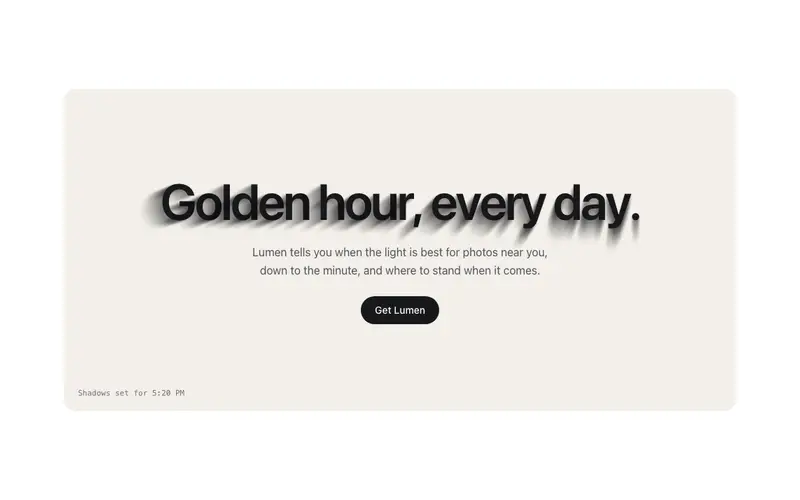 Golden hour, every day.
Lumen tells you when the light is best for photos near you,
down to the minute, and where to stand when it comes.
Get Lumen
Shadows set for 5:20 PM